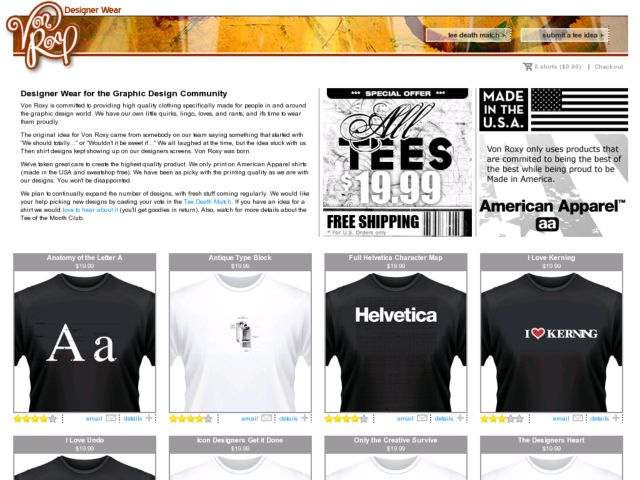 Von Roxy
Designer Wear
tee death match
submit a tee idea
0 shirts ($0.00) | Checkout
Designer Wear for the Graphic Design Community
Von Roxy is committed to providing high quality clothing specifically made for people in and around
the graphic design world. We have our own little quirks, lingo, loves, and rants, and it's time to wear
them proudly.
The original idea for Von Roxy came from somebody on our team saying something that started with
"We should totally..." or "Wouldn't it be sweet if..." We all laughed at the time, but the idea stuck with us.
Then shirt designs kept showing up on our designers screens. Von Roxy was born.
We've taken great care to create the highest quality product. We only print on American Apparel shirts
(made in the USA and sweatshop free). We have been as picky with the printing quality as we are with
our designs. You won't be disappointed.
We plan to continually expand the number of designs, with fresh stuff coming regularly. We would like
your help picking new designs by casting your vote in the Tee Death Match. If you have an idea for a
shirt we would love to hear about it (you'll get goodies in return). Also, watch for more details about the
Tee of the Month Club.
*** SPECIAL OFFER ***
All
TEES
$19.99
FREE SHIPPING
* For U.S. Orders only
MADE
IN THE
U.S.A.
Von Roxy only uses products that
are commited to being the best of
the best while being proud to be
Made in America.
American Apparel™
aa
Anatomy of the Letter A
$19.99
Antique Type Block
$19.99
Full Helvetica Character Map
$19.99
I Love Kerning
$19.99
A a
Helvetica
I KERNING
email details
email details
email details
email details
I Love Undo
$19.99
Icon Designers Get it Done
$19.99
Only the Creative Survive
$19.99
The Designers Heart
$19.99